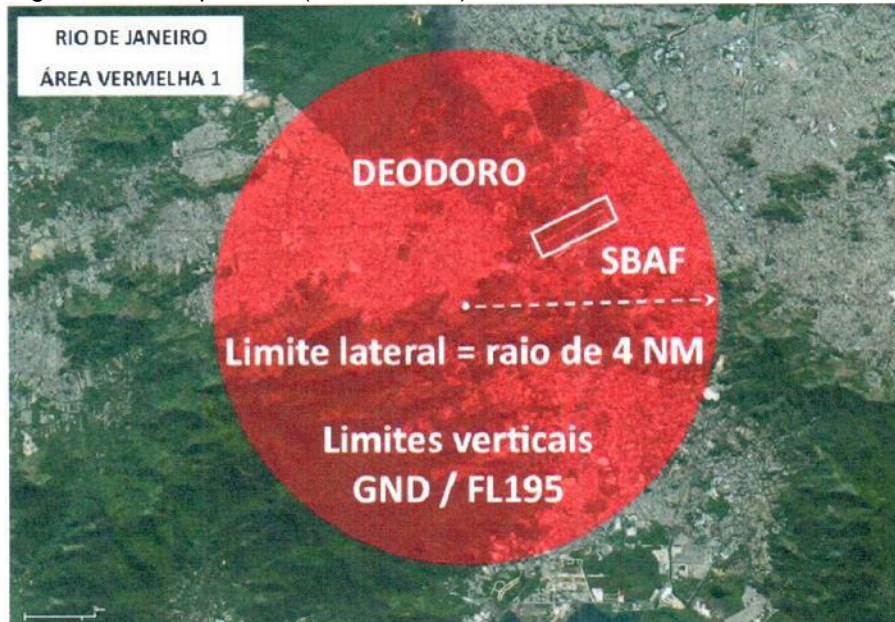 RIO DE JANEIRO
ÁREA VERMELHA 1
DEODORO
SBAF
Limite lateral = raio de 4 NM
Limites verticais
GND / FL195